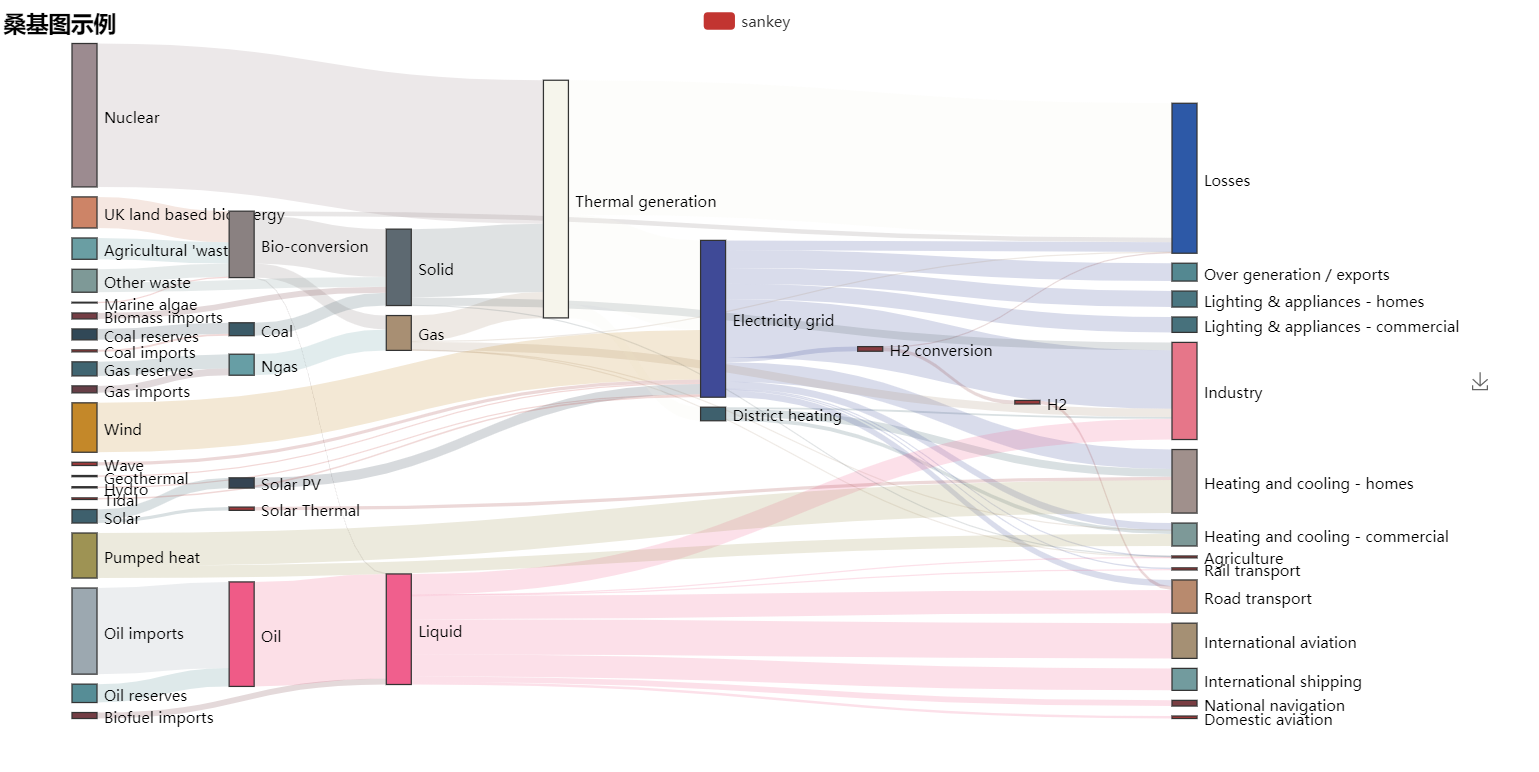 桑基图示例
sankey
Nuclear
UK land based bioenergy
Agricultural 'wast
Other waste
Marine algae
Biomass imports
Coal reserves
Coal imports
Gas reserves
Gas imports
Wind
Wave
Geothermal
Hydro
Tidal
Solar
Pumped heat
Oil imports
Oil reserves
Biofuel imports
Bio-conversion
Coal
Ngas
Solar PV
Solar Thermal
Oil
Solid
Gas
Liquid
Thermal generation
Electricity grid
District heating
H2 conversion
H2
Losses
Over generation / exports
Lighting & appliances - homes
Lighting & appliances - commercial
Industry
Heating and cooling - homes
Heating and cooling - commercial
Agriculture
Rail transport
Road transport
International aviation
International shipping
National navigation
Domestic aviation